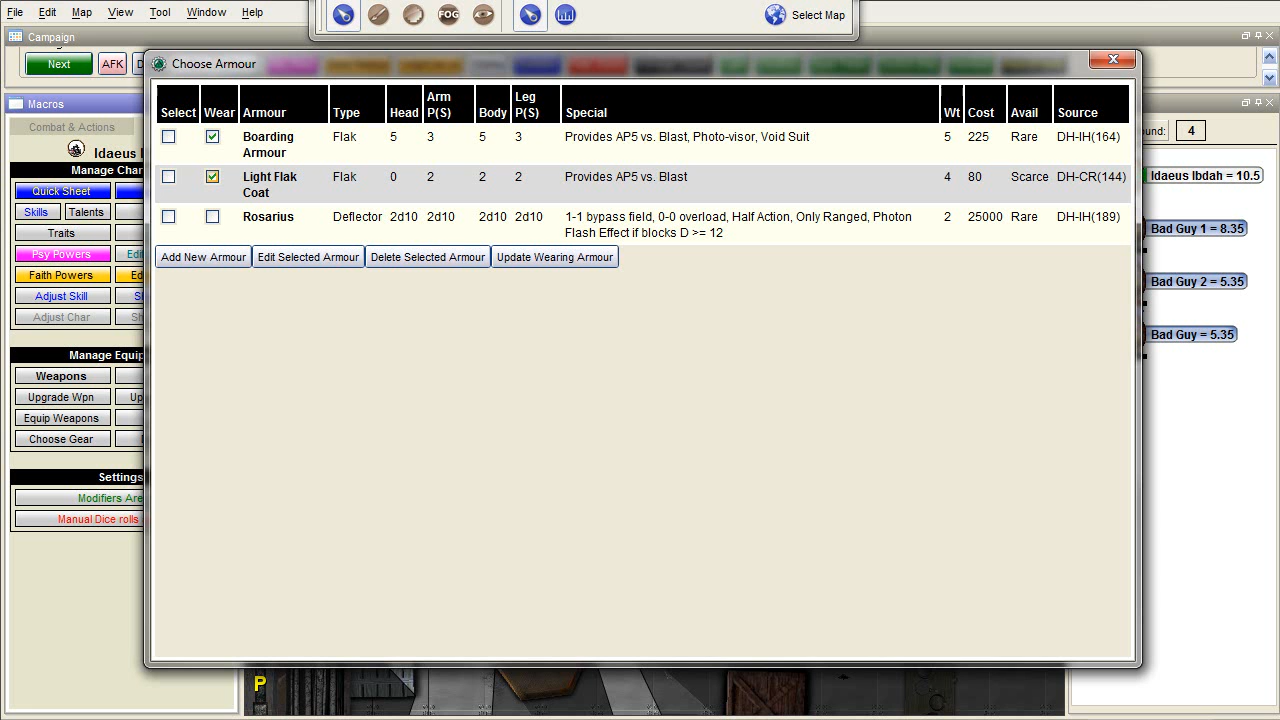 File Edit Map View Tool Window Help
FOG
Select Map
Campaign
Next AFK
Choose Armour
Macros
Combat & Actions
Idaeus
Manage Char
Quick Sheet
Skills Talents
Traits
Psy Powers
Faith Powers
Adjust Skill
Adjust Char
Manage Equip
Weapons
Upgrade Wpn
Equip Weapons
Choose Gear
Settings
Modifiers Are
Manual Dice rolls
Select Wear Armour Type Head Arm P(S) Body Leg P(S) Special Wt Cost Avail Source
Boarding Armour Flak 5 3 5 3 Provides AP5 vs. Blast, Photo-visor, Void Suit 5 225 Rare DH-IH(164)
Light Flak Coat Flak 0 2 2 2 Provides AP5 vs. Blast 4 80 Scarce DH-CR(144)
Rosarius Deflector 2d10 2d10 2d10 2d10 1-1 bypass field, 0-0 overload, Half Action, Only Ranged, Photon 2 25000 Rare DH-IH(189)
Flash Effect if blocks D >= 12
Add New Armour Edit Selected Armour Delete Selected Armour Update Wearing Armour
ound: 4
Idaeus Ibdah = 10.5
Bad Guy 1 = 8.35
Bad Guy 2 = 5.35
Bad Guy = 5.35
P